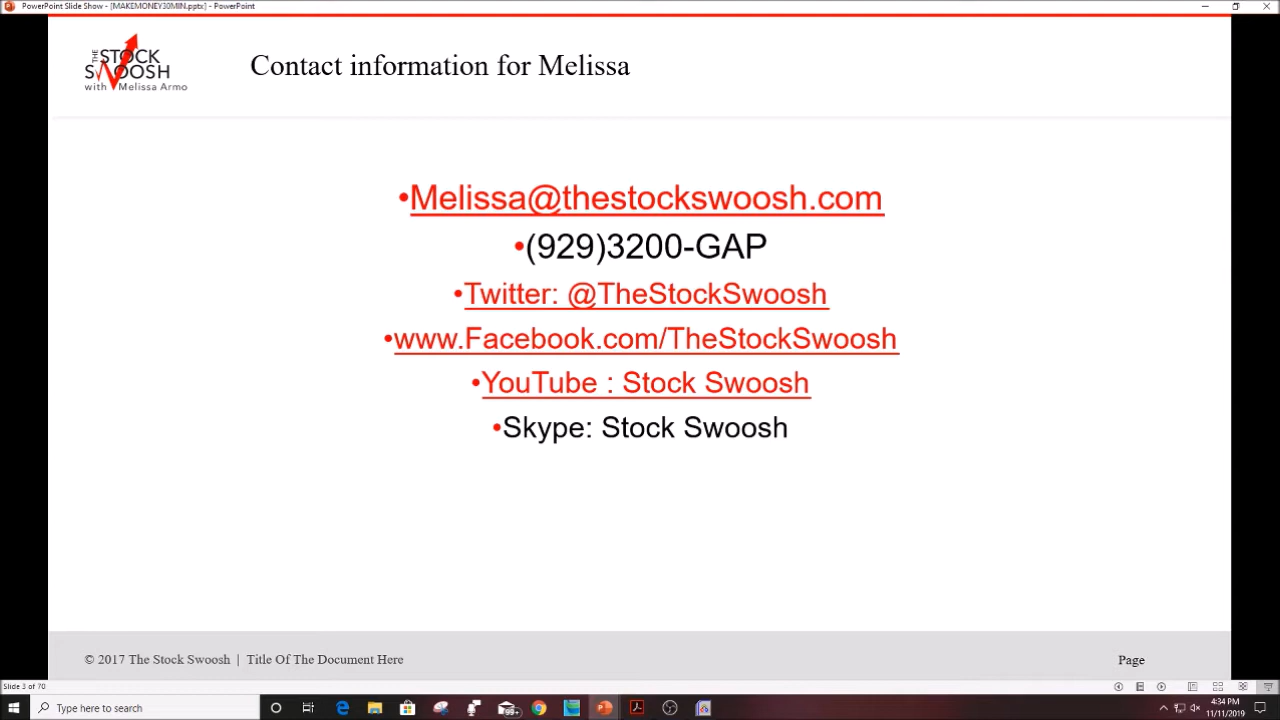 PowerPoint Slide Show - [MAKEMONEY30MIN.pptx] - PowerPoint
THE STOCK
SWOOSH
with Melissa Armo
Contact information for Melissa
•Melissa@thestockswoosh.com
•(929)3200-GAP
•Twitter: @TheStockSwoosh
•www.Facebook.com/TheStockSwoosh
•YouTube : Stock Swoosh
•Skype: Stock Swoosh
© 2017 The Stock Swoosh | Title Of The Document Here
Page
Slide 3 of 70
Type here to search
99+
4:34 PM
11/11/2019